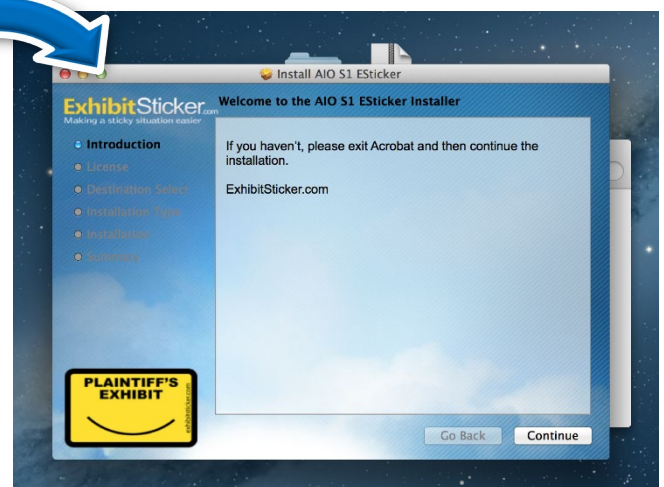 Install AIO S1 ESticker
ExhibitSticker.com
Making a sticky situation easier
Welcome to the AIO S1 ESticker Installer
Introduction
License
Destination Select
Installation Type
Installation
Summary
If you haven't, please exit Acrobat and then continue the
installation.
ExhibitSticker.com
PLAINTIFF'S
EXHIBIT
exhibitsticker.com
Go Back
Continue